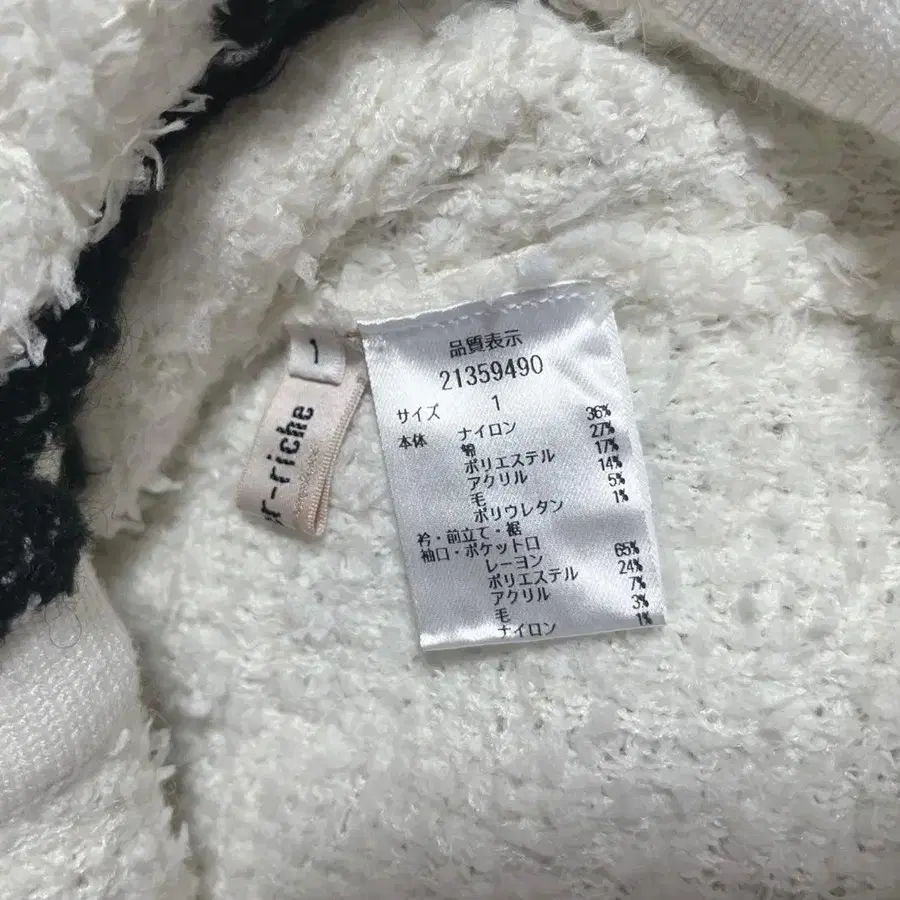 1
r-riche
品質表示
21359490
サイズ 1
本体 ナイロン 36%
綿 27%
ポリエステル 17%
アクリル 14%
毛 5%
ポリウレタン 1%
衿・前立て・裾
袖口・ポケット口
レーヨン 65%
ポリエステル 24%
アクリル 7%
毛 3%
ナイロン 1%